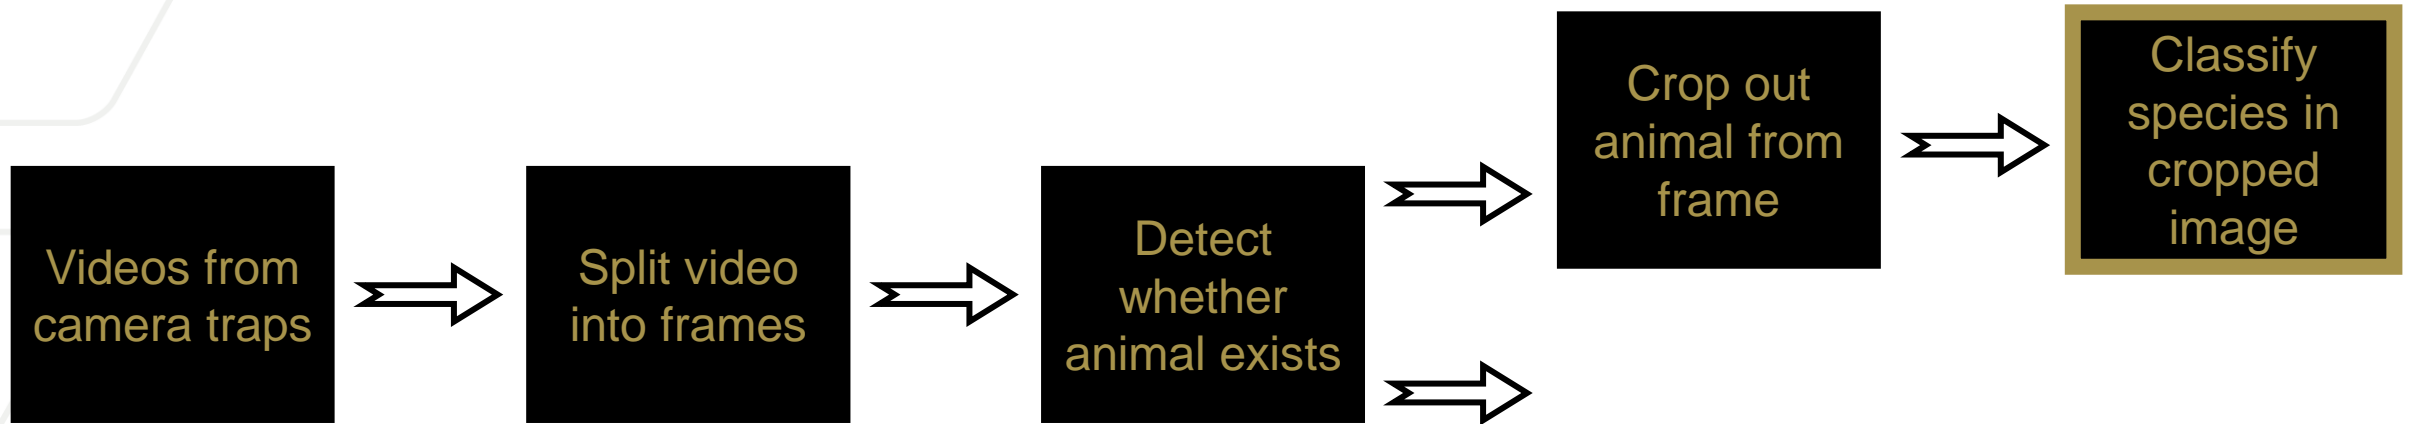 Videos from
camera traps
Split video
into frames
Detect
whether
animal exists
Crop out
animal from
frame
Classify
species in
cropped
image